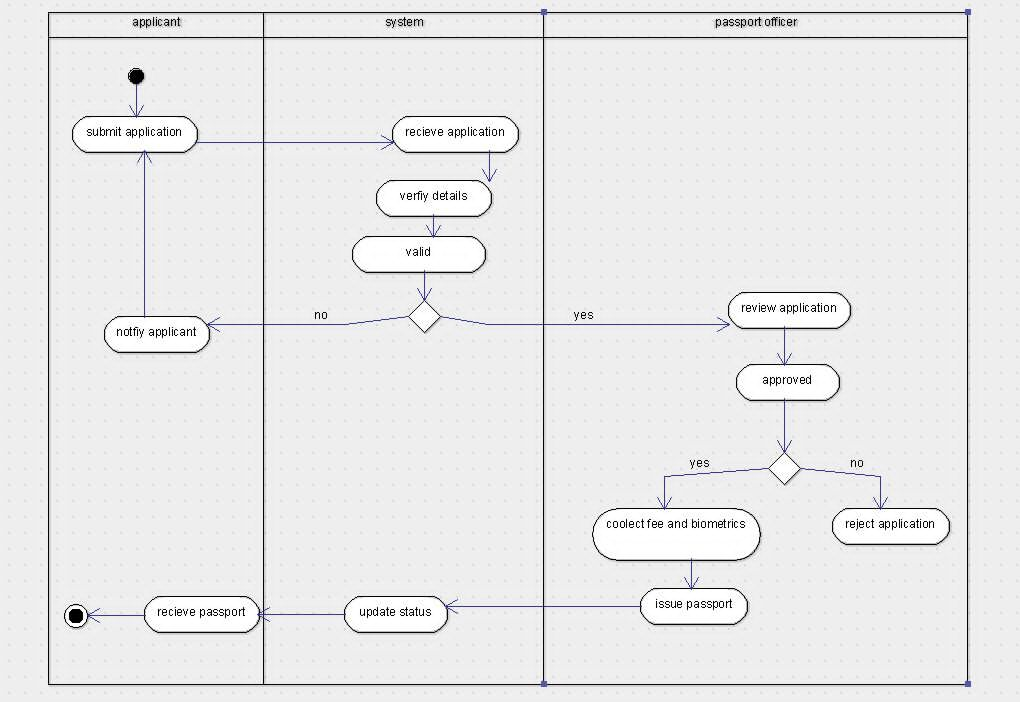 applicant
system
passport officer
submit application
recieve application
verfiy details
valid
no
yes
review application
notfiy applicant
approved
yes
no
coolect fee and biometrics
reject application
issue passport
recieve passport
update status